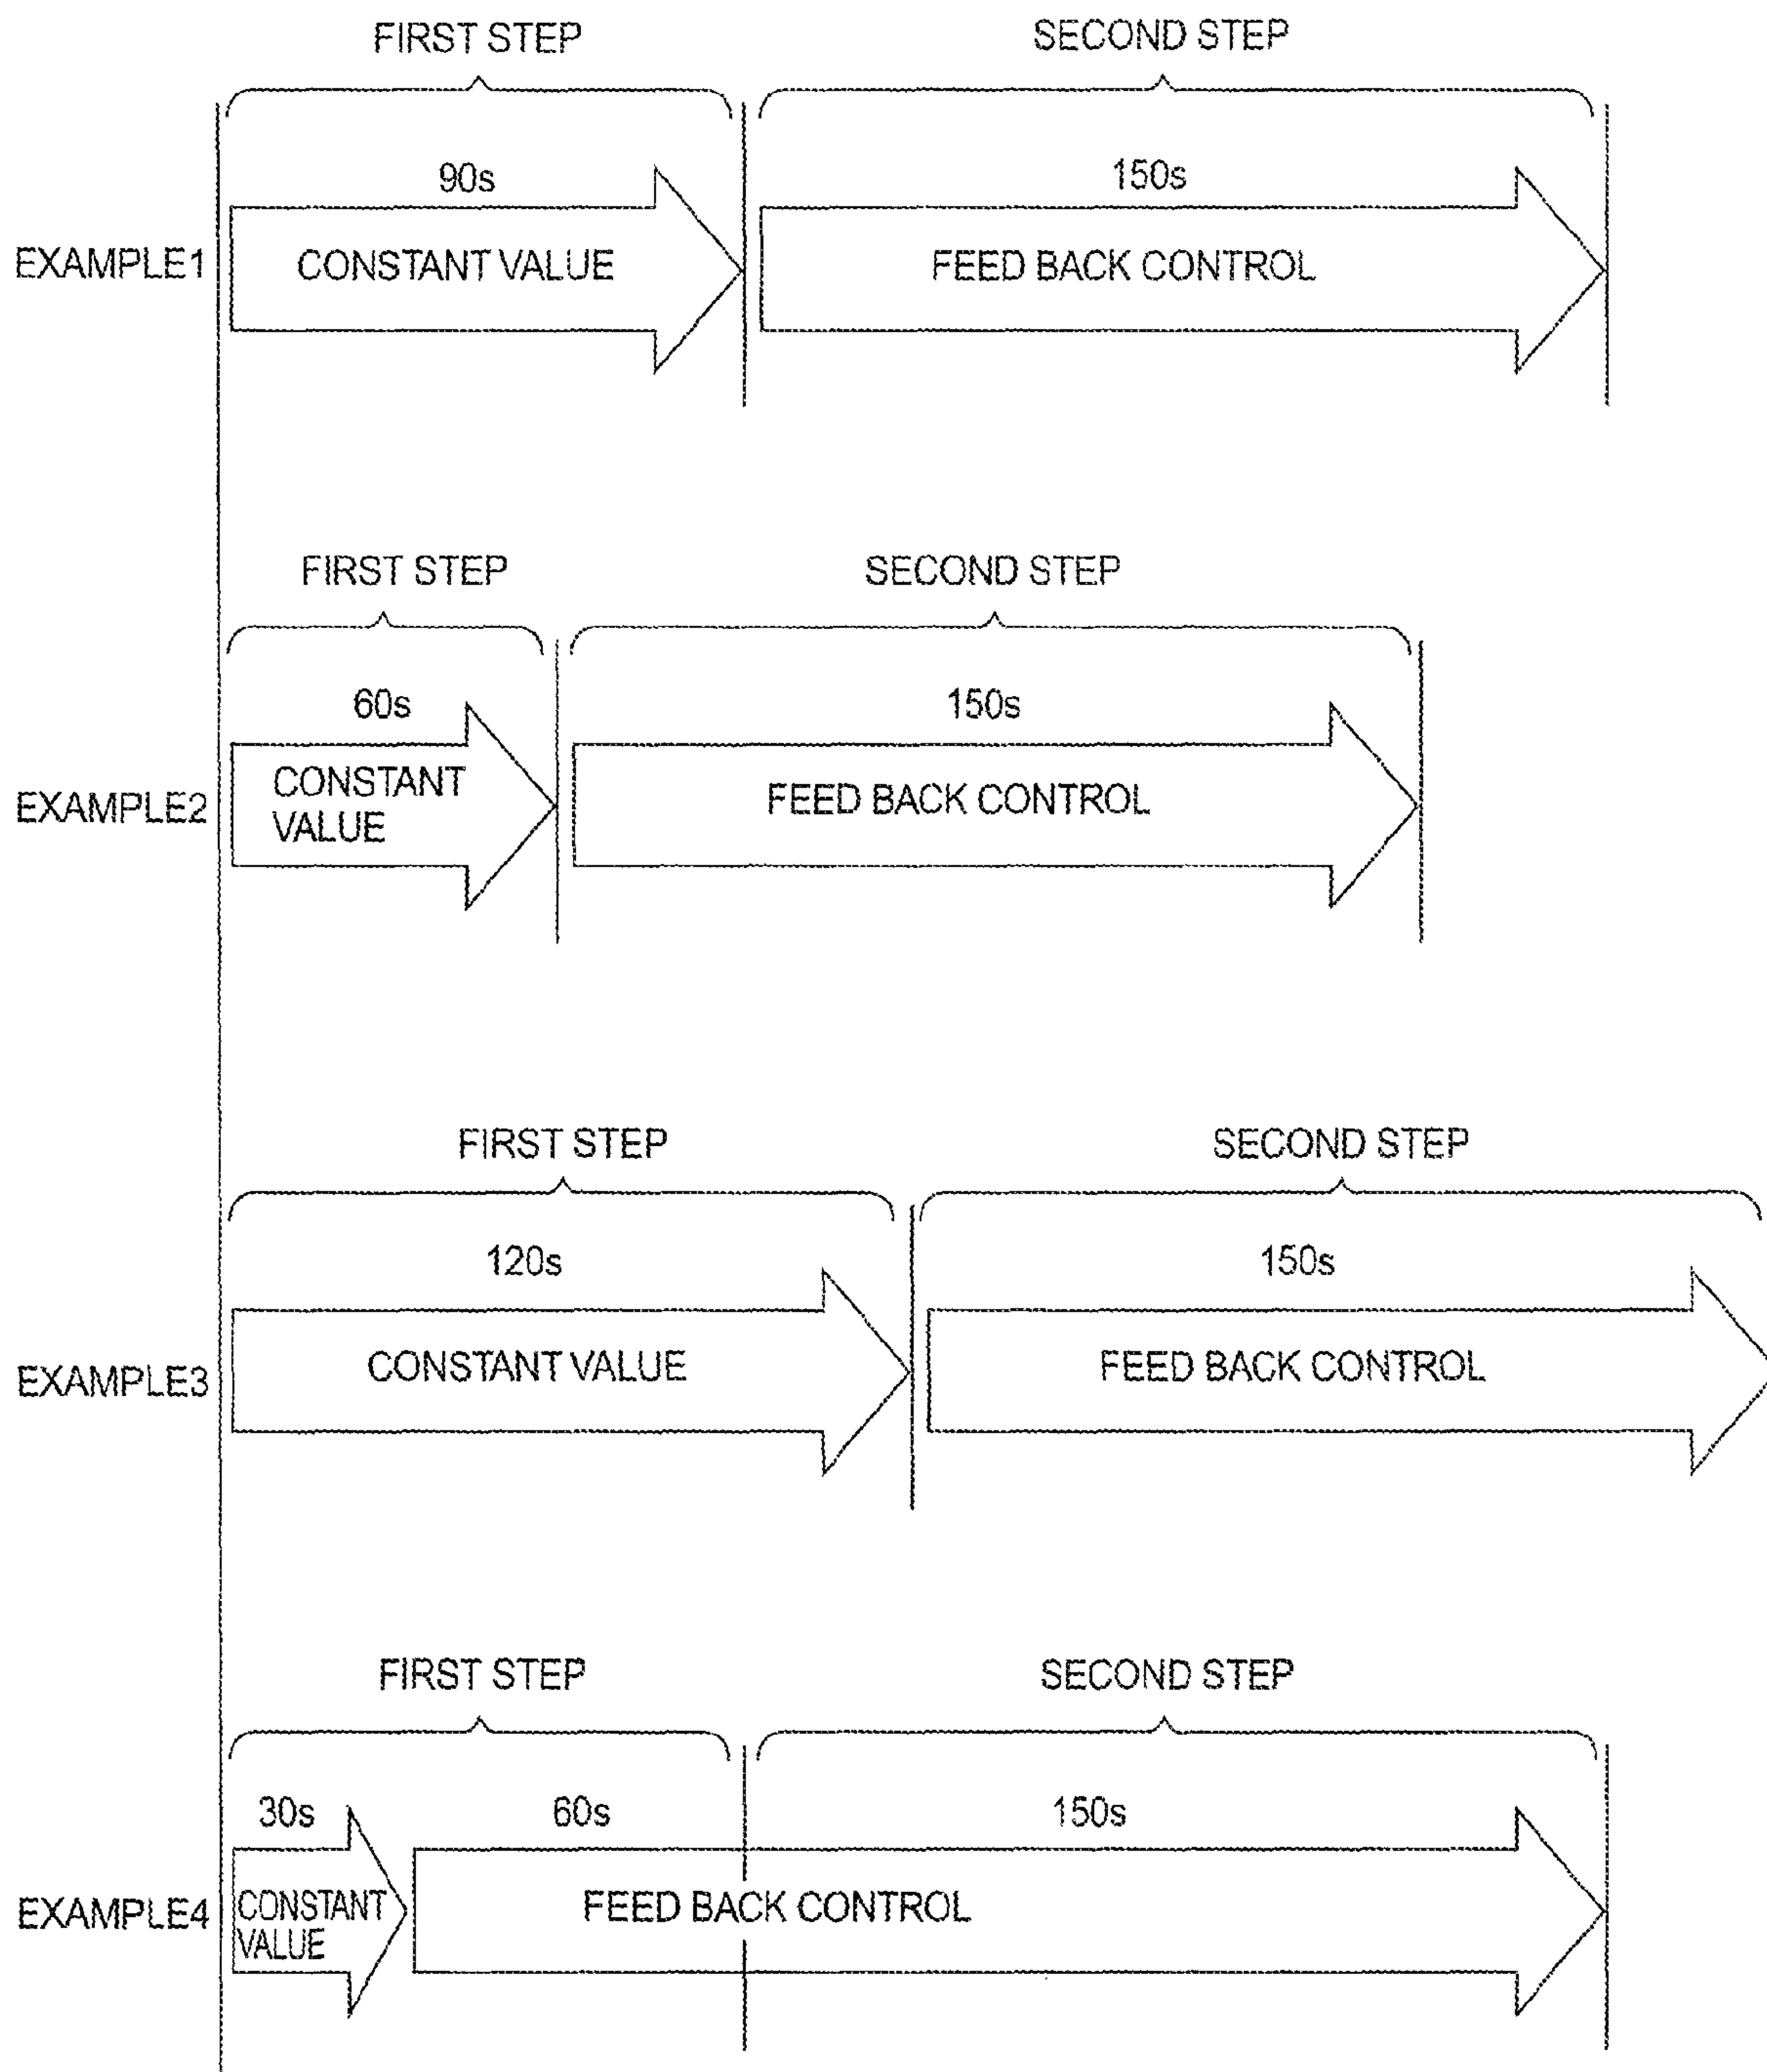 FIRST STEP
SECOND STEP
90s
150s
EXAMPLE1
CONSTANT VALUE
FEED BACK CONTROL
FIRST STEP
SECOND STEP
60s
150s
EXAMPLE2
CONSTANT
VALUE
FEED BACK CONTROL
FIRST STEP
SECOND STEP
120s
150s
EXAMPLE3
CONSTANT VALUE
FEED BACK CONTROL
FIRST STEP
SECOND STEP
30s
60s
150s
EXAMPLE4
CONSTANT
VALUE
FEED BACK CONTROL